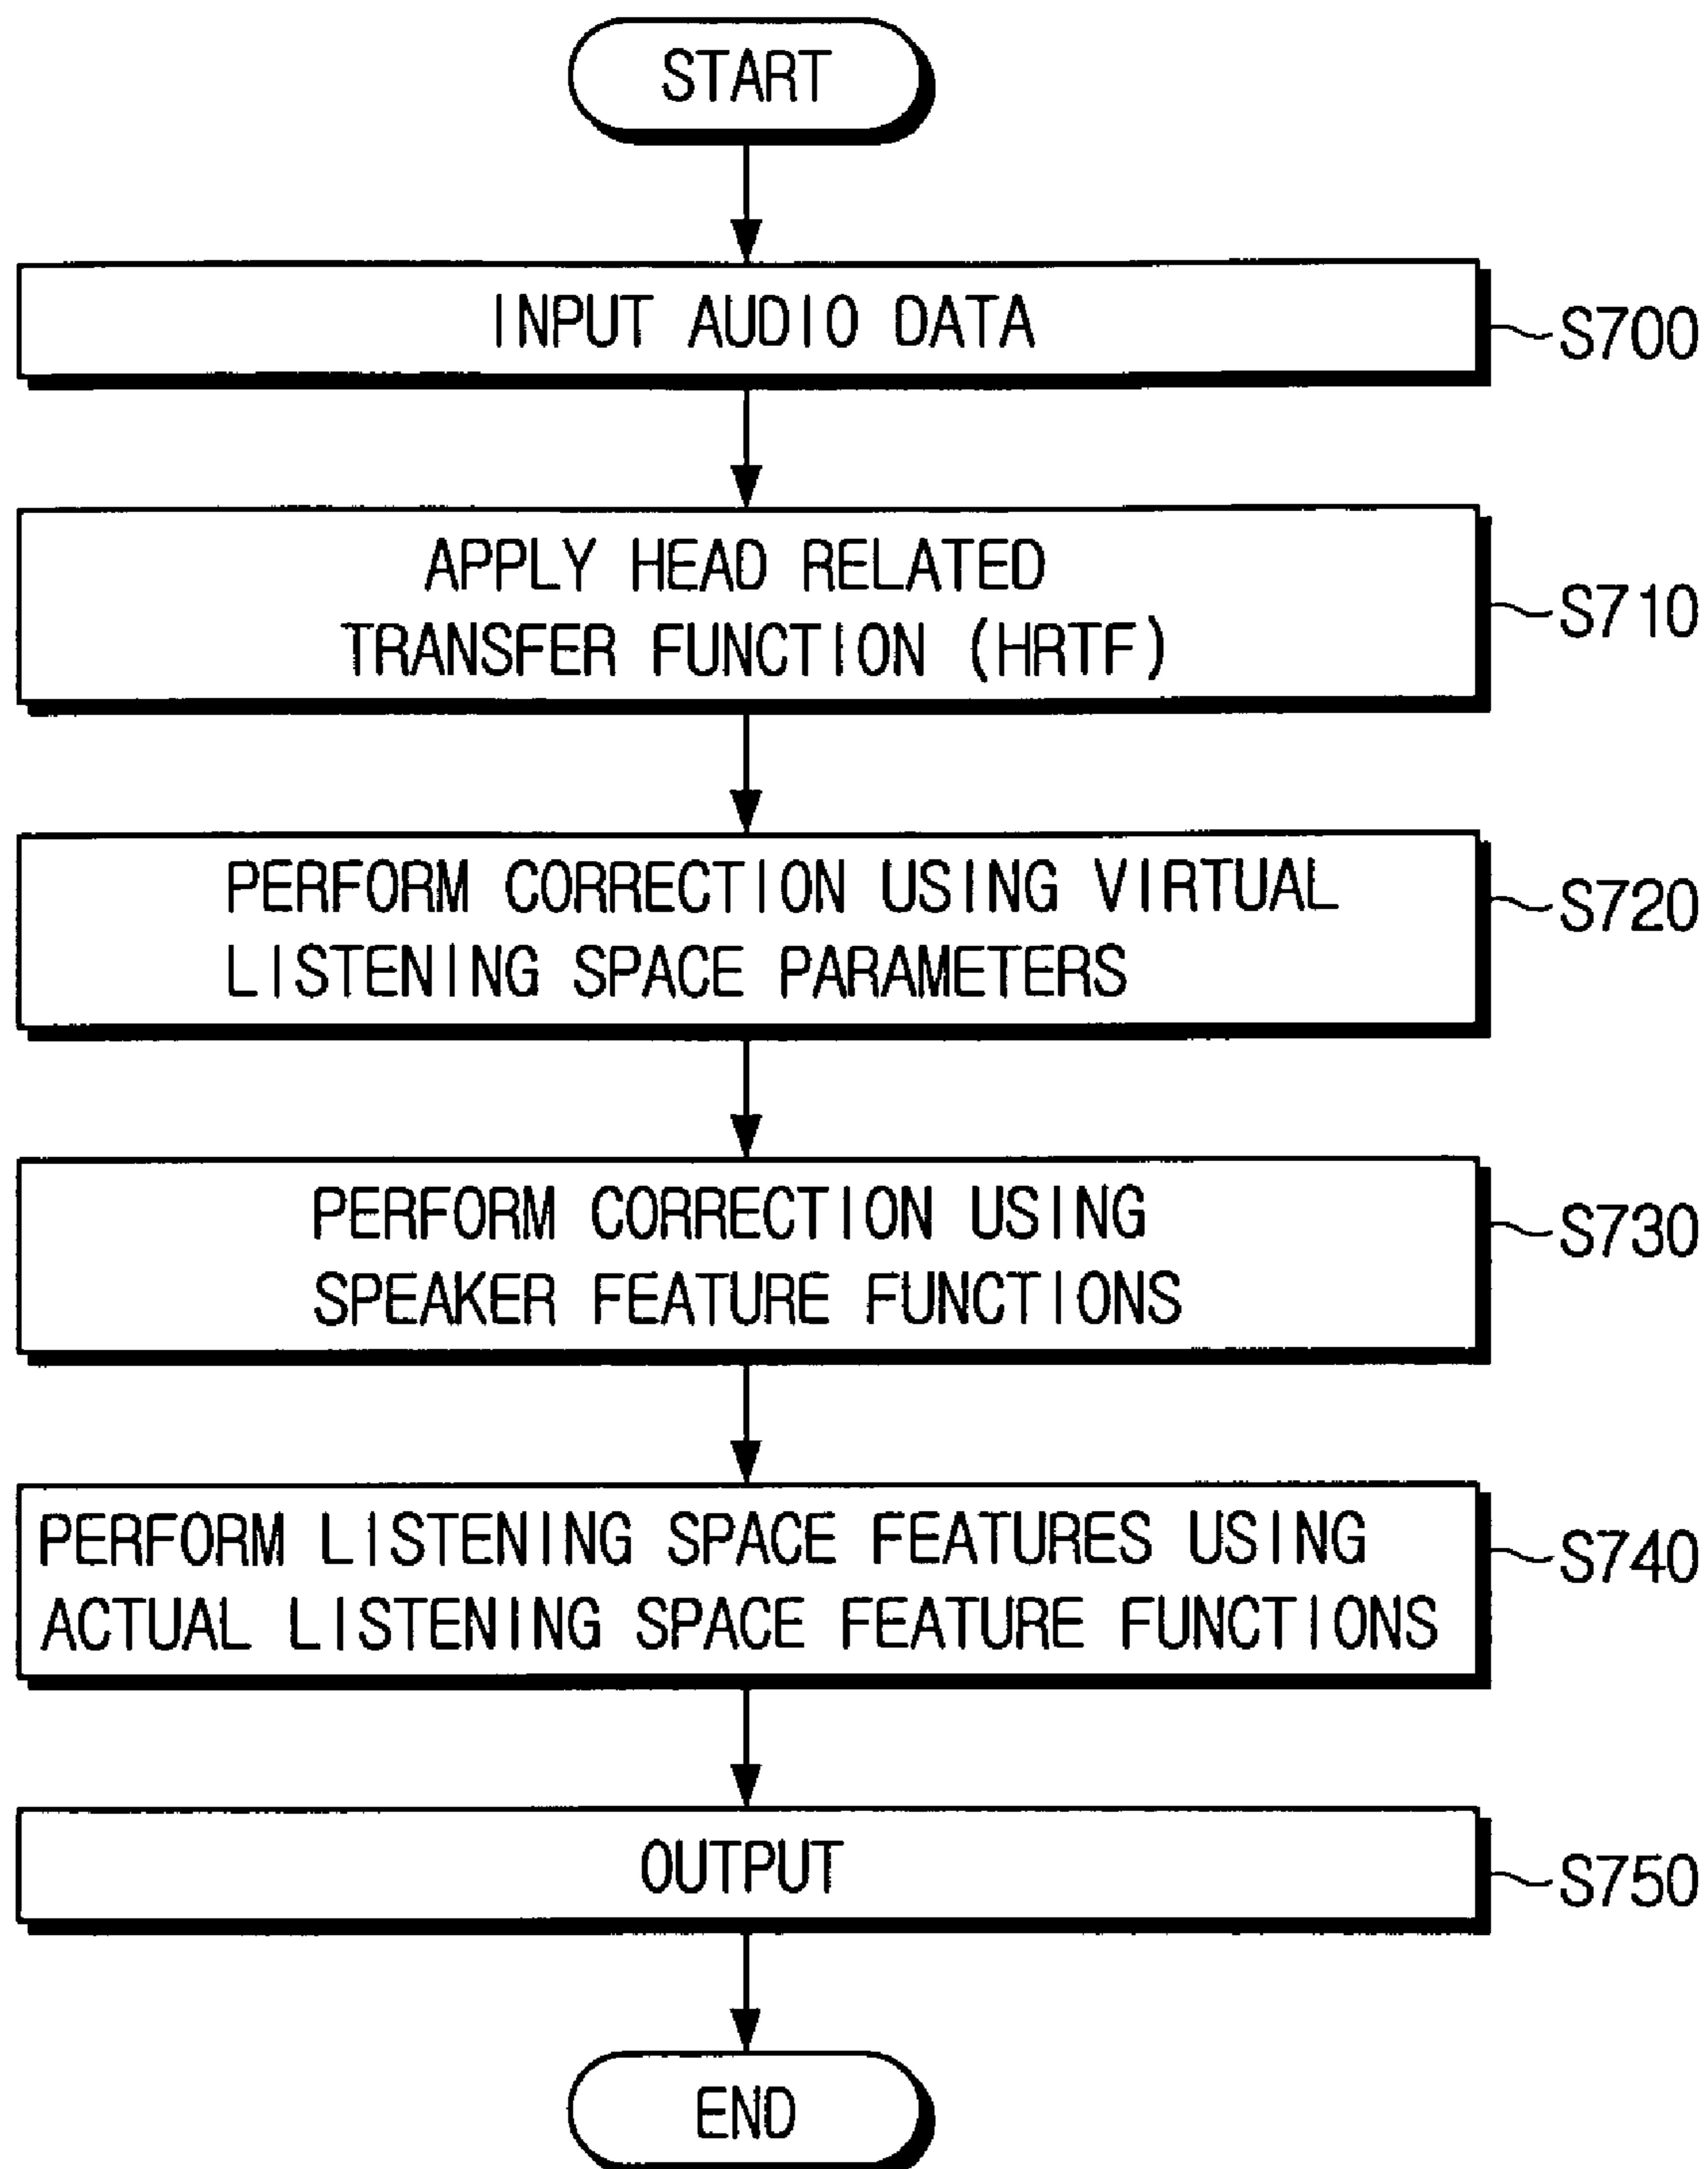 START
INPUT AUDIO DATA
S700
APPLY HEAD RELATED
TRANSFER FUNCTION (HRTF)
S710
PERFORM CORRECTION USING VIRTUAL
LISTENING SPACE PARAMETERS
S720
PERFORM CORRECTION USING
SPEAKER FEATURE FUNCTIONS
S730
PERFORM LISTENING SPACE FEATURES USING
ACTUAL LISTENING SPACE FEATURE FUNCTIONS
S740
OUTPUT
S750
END